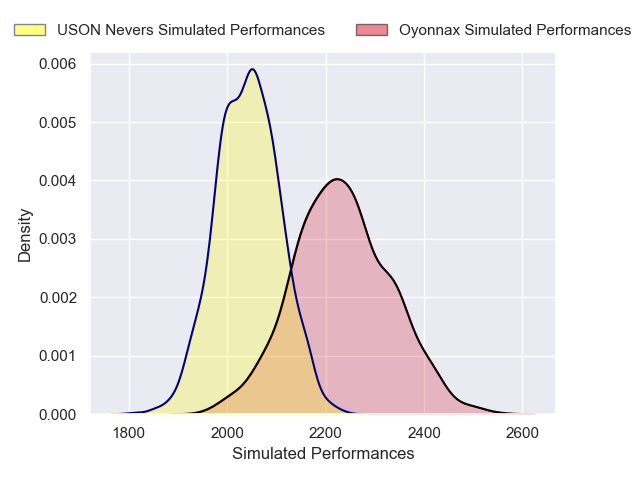 USON Nevers Simulated Performances Oyonnax Simulated Performances
0.006
0.005
0.004
0.003
0.002
0.001
0.000
Density
1800 2000 2200 2400 2600
Simulated Performances